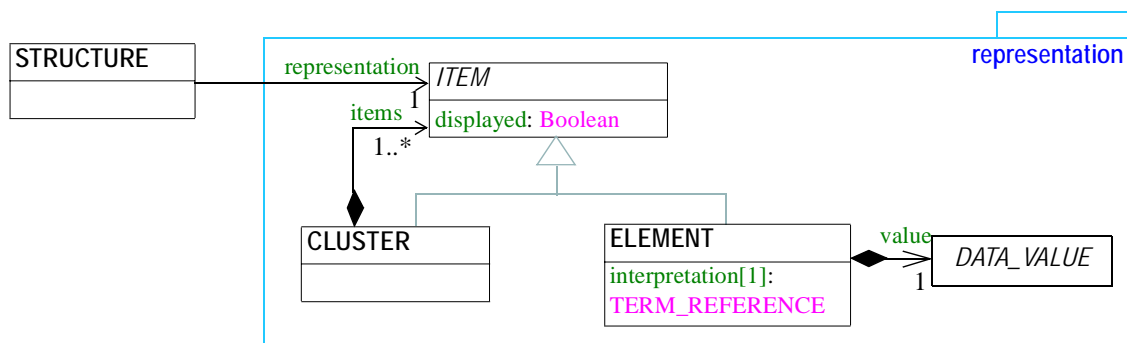 STRUCTURE
representation
representation
ITEM
1
items
displayed: Boolean
1..*
CLUSTER
ELEMENT
value
DATA_VALUE
interpretation[1]:
1
TERM_REFERENCE